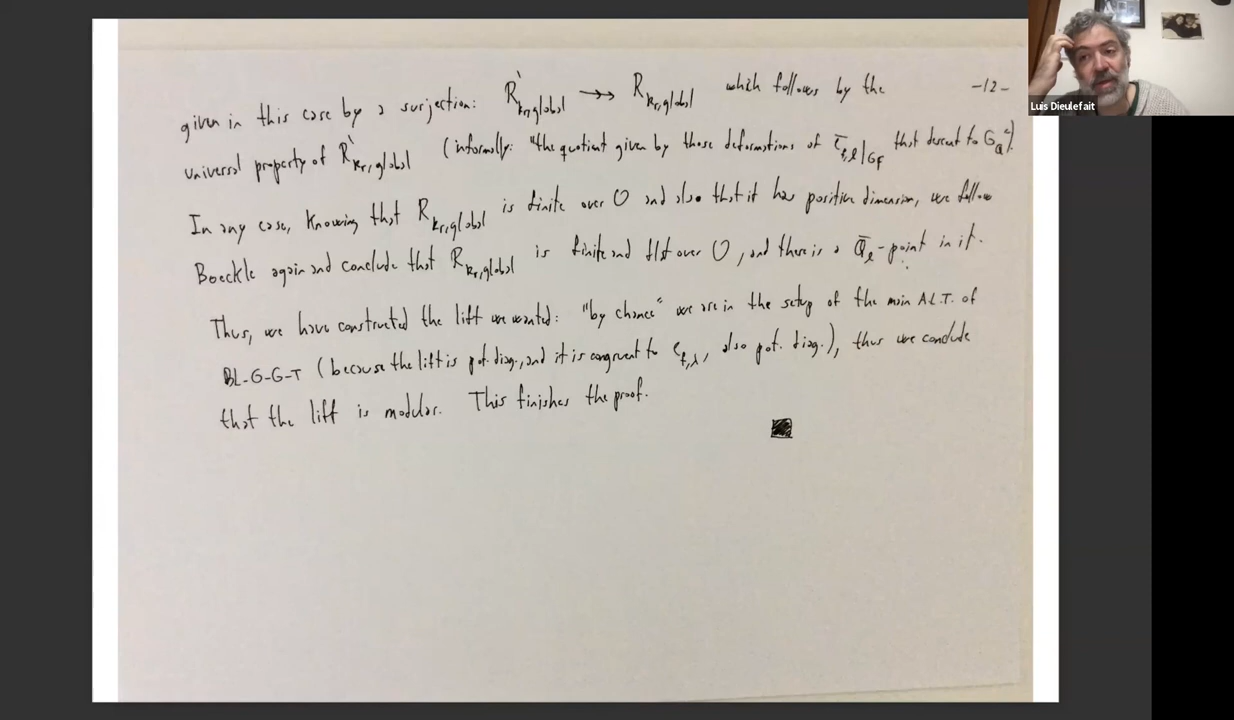 -12-
given in this case by a surjection: R'_{kr,global} ->> R_{kr,global} which follows by the
universal property of R'_{kr,global} (informally: "the quotient given by those deformations of \bar{r}_{f,ℓ}|_{G_F} that descent to G_Q").
In any case, knowing that R_{kr,global} is finite over O and also that it has positive dimension, we follow
Boeckle again and conclude that R_{kr,global} is finite and flat over O, and there is a \bar{Q}_ℓ-point in it.
Thus, we have constructed the lift we wanted: "by chance" we are in the setup of the main A.L.T. of
BL-G-G-T (because the lift is pot. diag., and it is congruent to ρ_{f,λ}, also pot. diag.), thus we conclude
that the lift is modular. This finishes the proof.
Luis Dieulefait